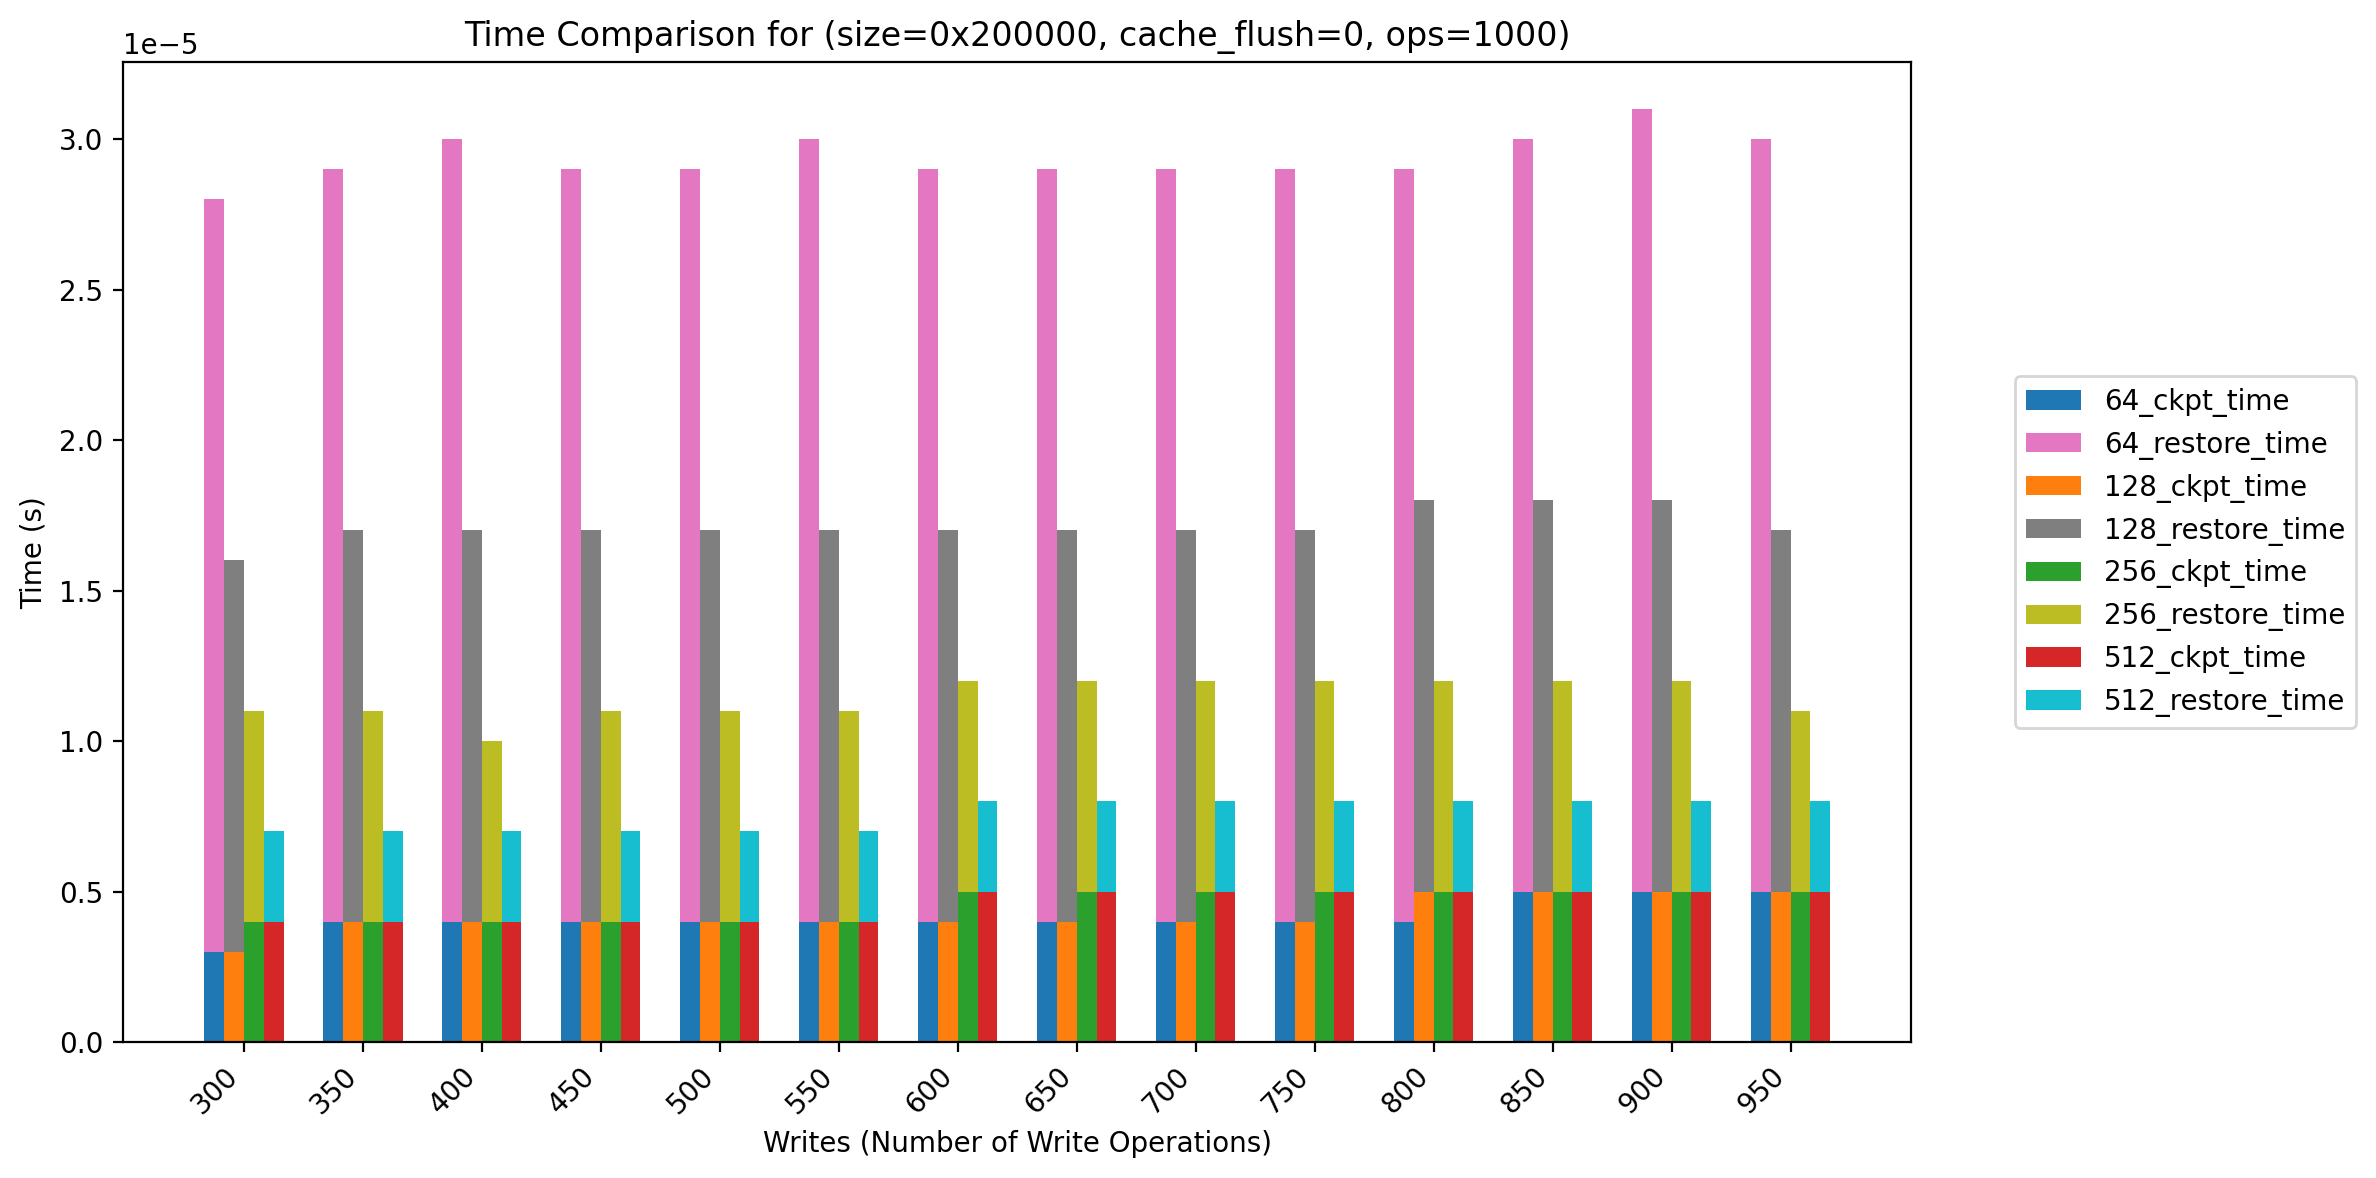 Time Comparison for (size=0x200000, cache_flush=0, ops=1000)
1e−5
3.0
2.5
2.0
1.5
1.0
0.5
0.0
Time (s)
300 350 400 450 500 550 600 650 700 750 800 850 900 950
Writes (Number of Write Operations)
64_ckpt_time
64_restore_time
128_ckpt_time
128_restore_time
256_ckpt_time
256_restore_time
512_ckpt_time
512_restore_time